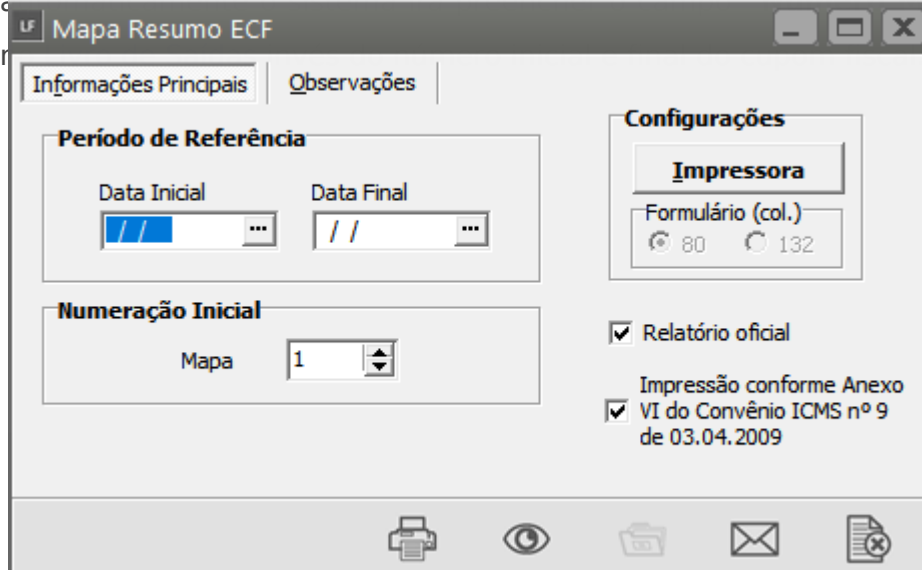 LF Mapa Resumo ECF
Informações Principais
Observações
Período de Referência
Data Inicial
Data Final
/ /
...
/ /
...
Numeração Inicial
Mapa
1
Configurações
Impressora
Formulário (col.)
80
132
Relatório oficial
Impressão conforme Anexo
VI do Convênio ICMS nº 9
de 03.04.2009